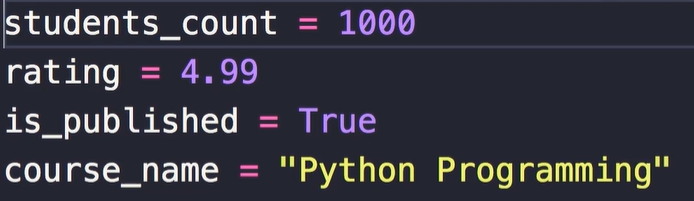 students_count = 1000
rating = 4.99
is_published = True
course_name = "Python Programming"